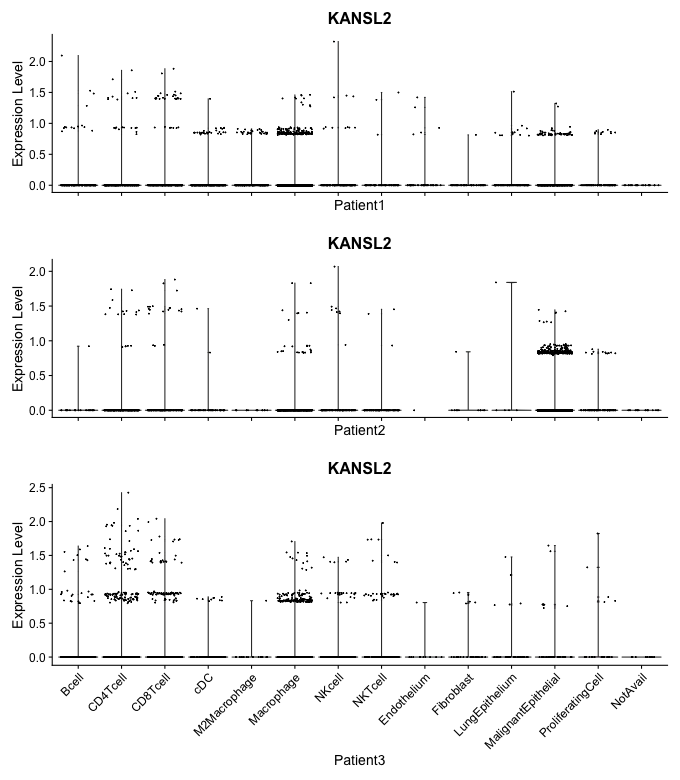 KANSL2
Expression Level
2.0
1.5
1.0
0.5
0.0
Patient1
KANSL2
Expression Level
2.0
1.5
1.0
0.5
0.0
Patient2
KANSL2
Expression Level
2.5
2.0
1.5
1.0
0.5
0.0
Bcell
CD4Tcell
CD8Tcell
cDC
M2Macrophage
Macrophage
NKcell
NKTcell
Endothelium
Fibroblast
LungEpithelium
MalignantEpithelial
ProliferatingCell
NotAvail
Patient3